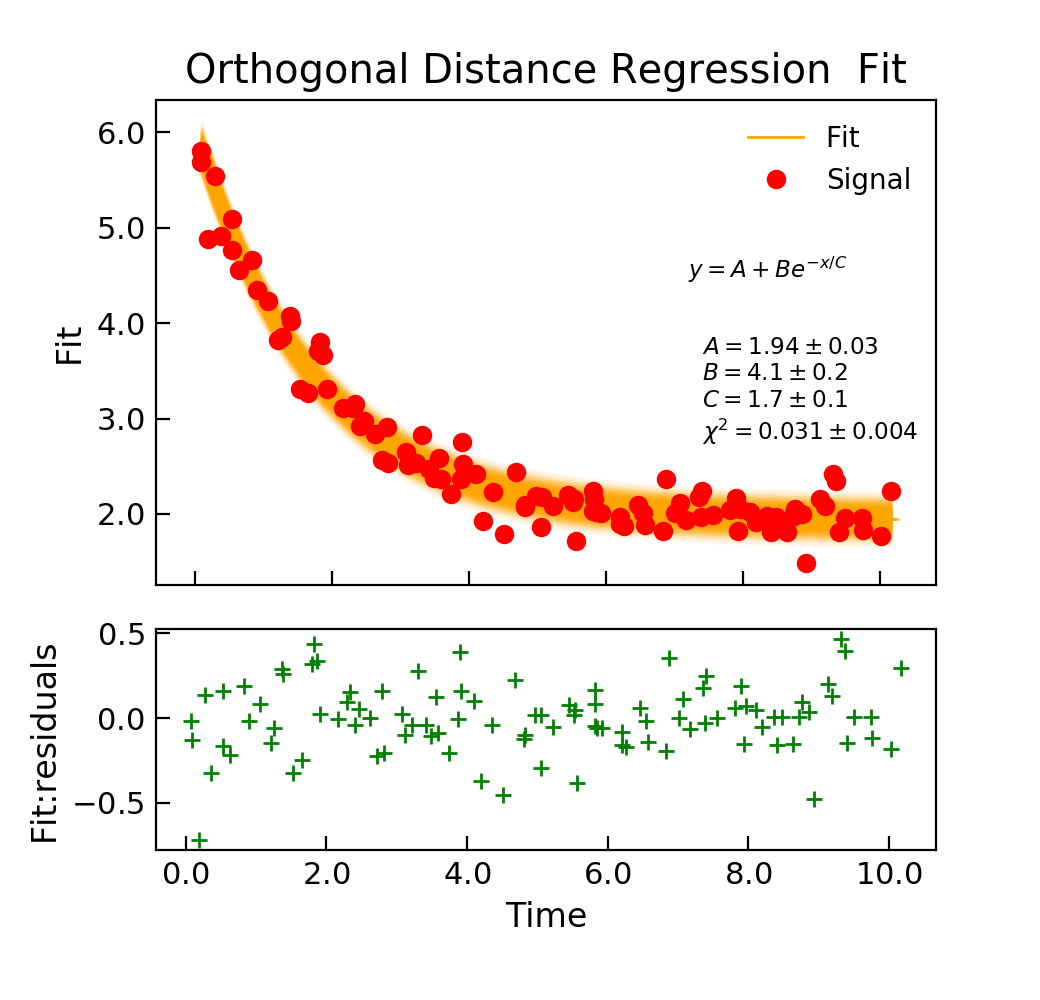 Orthogonal Distance Regression  Fit
6.0
5.0
4.0
3.0
2.0
Fit
Fit
Signal
y = A + Be^{-x/C}
A = 1.94 ± 0.03
B = 4.1 ± 0.2
C = 1.7 ± 0.1
χ² = 0.031 ± 0.004
0.5
0.0
−0.5
Fit:residuals
0.0 2.0 4.0 6.0 8.0 10.0
Time